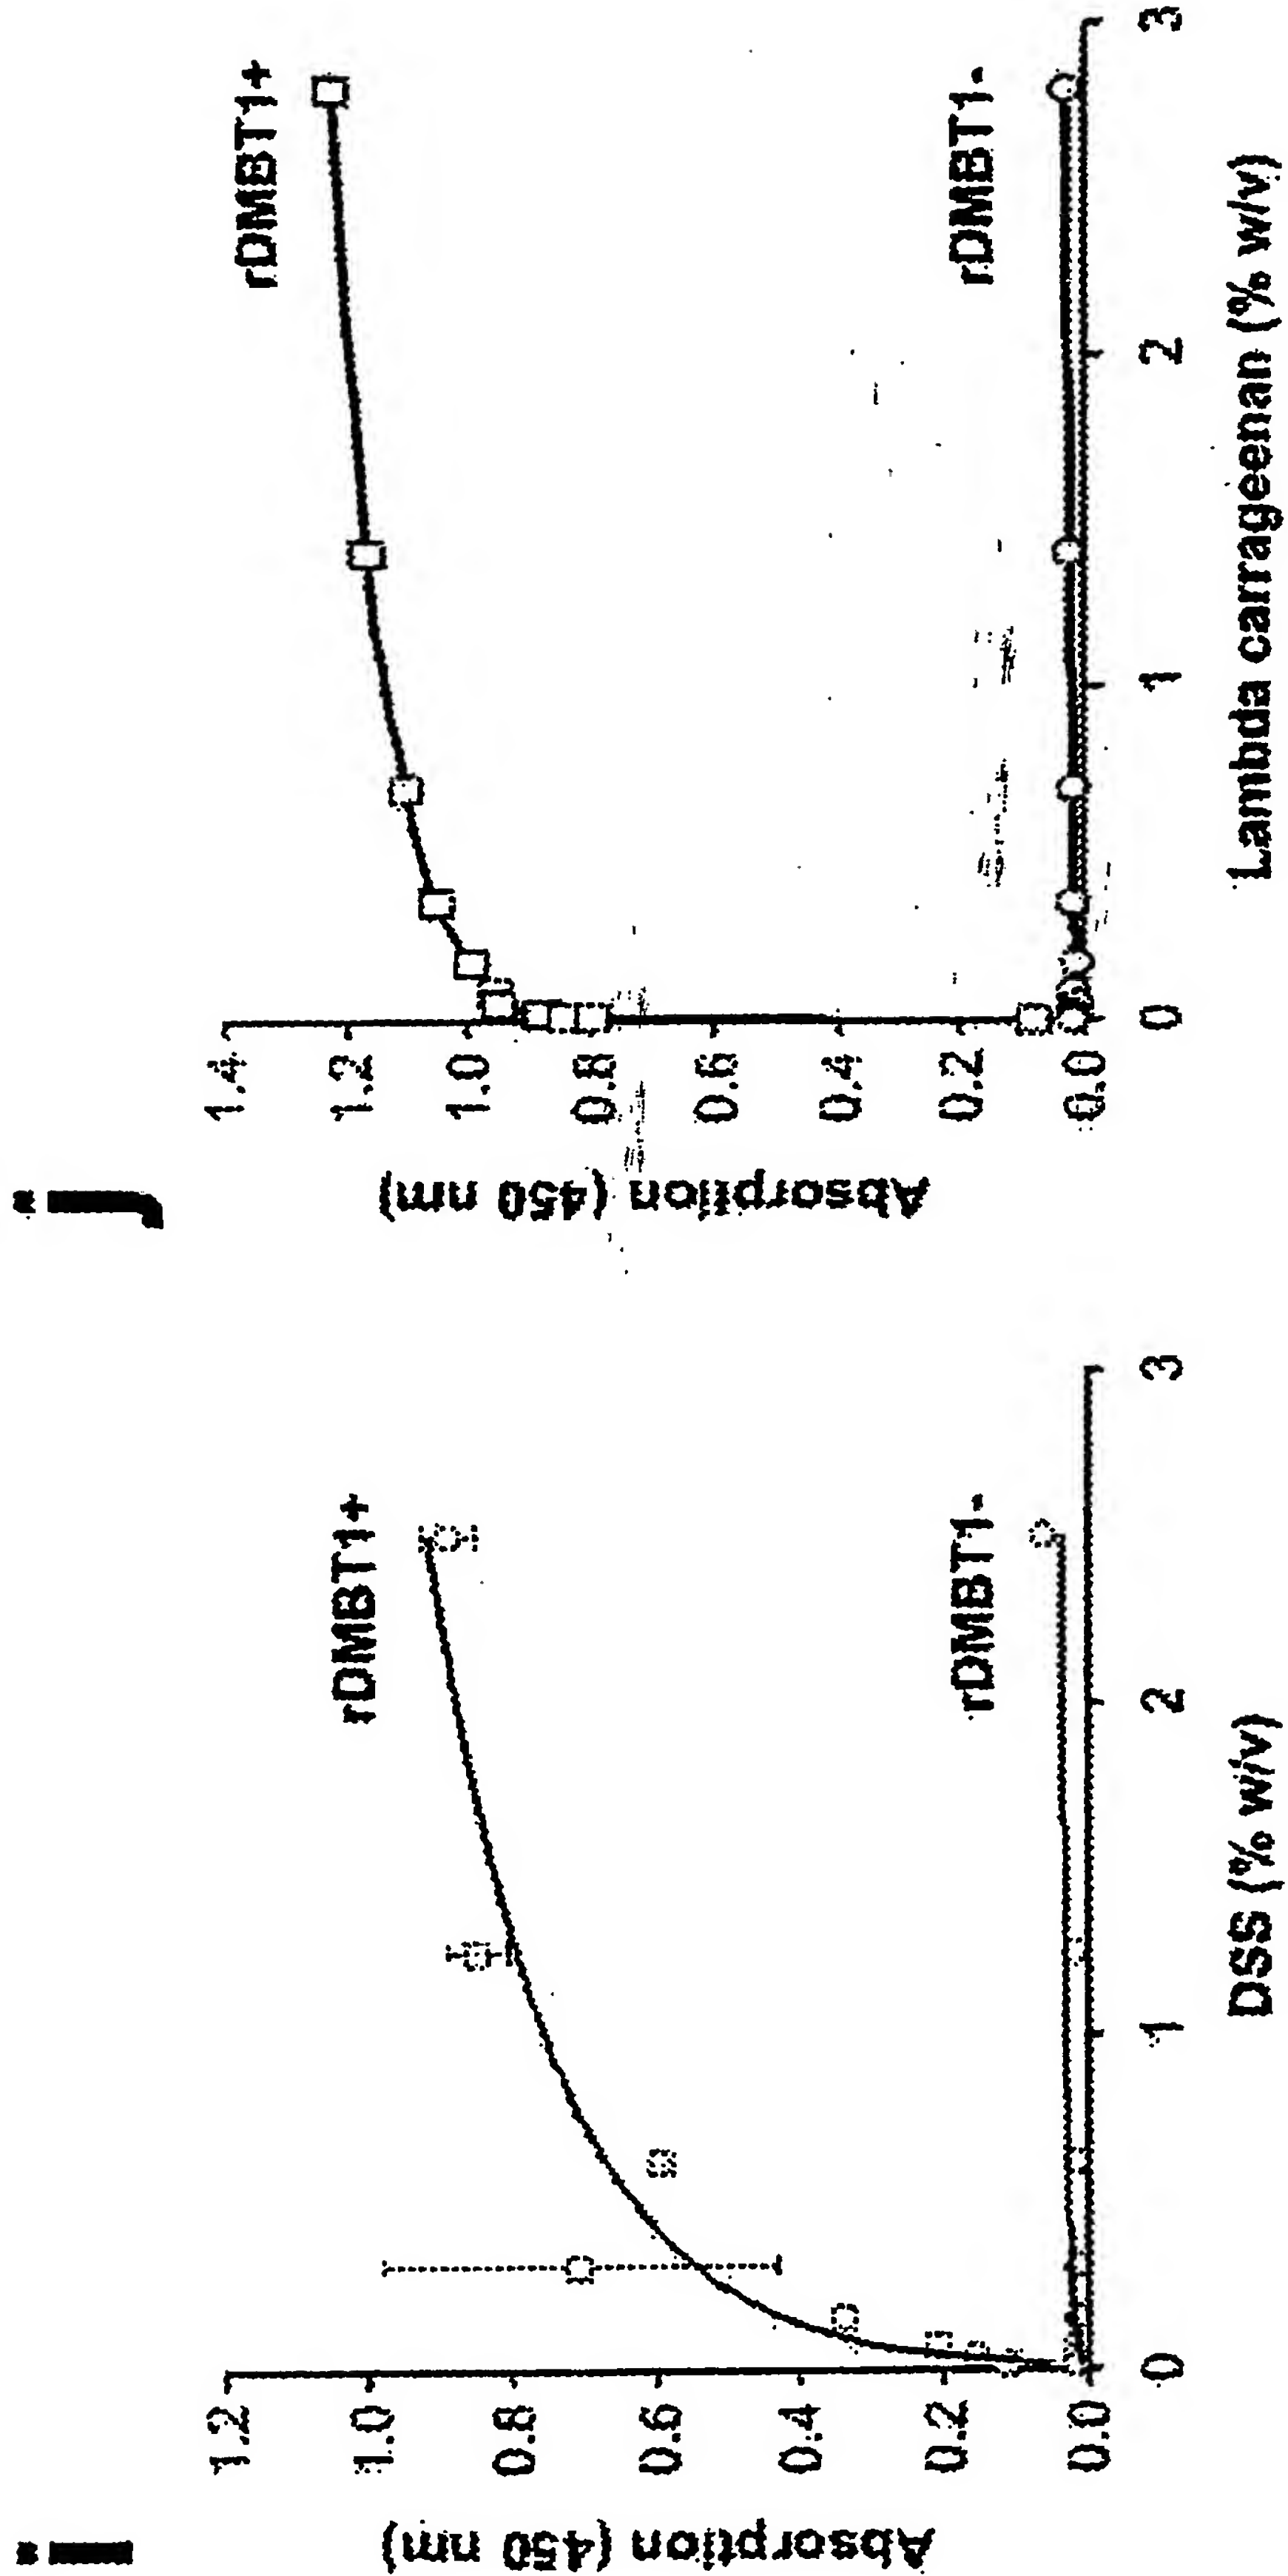 i
Absorption (450 nm)
1.2
1.0
0.8
0.6
0.4
0.2
0.0
rDMBT1+
rDMBT1-
0 1 2 3
DSS (% w/v)
j
Absorption (450 nm)
1.4
1.2
1.0
0.8
0.6
0.4
0.2
0.0
rDMBT1+
rDMBT1-
0 1 2 3
Lambda carrageenan (% w/v)